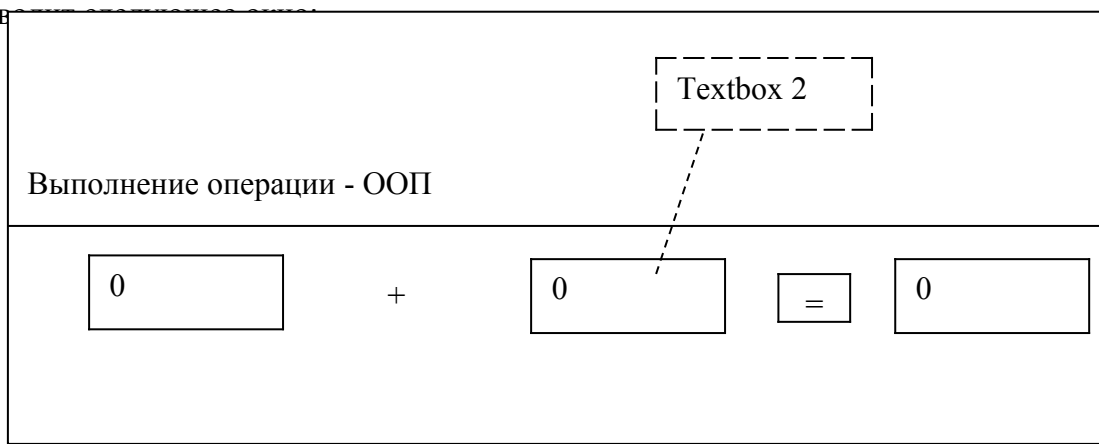 Textbox 2
Выполнение операции - ООП
0 + 0 = 0